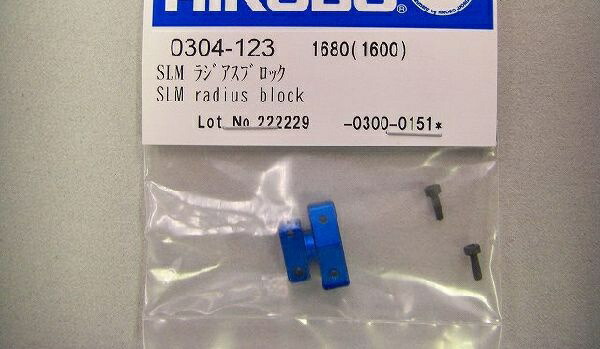 HIROBO®
0304-123 1680(1600)
SLM ラジアスブロック
SLM radius block
Lot No 222229 -0300-0151*